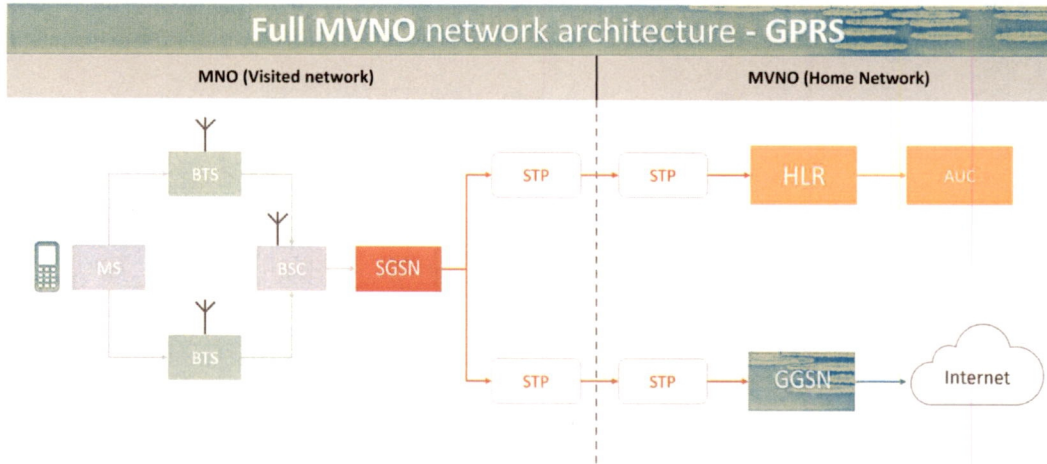 Full MVNO network architecture - GPRS
MNO (Visited network)
MVNO (Home Network)
BTS
STP
STP
HLR
AUC
MS
BSC
SGSN
BTS
STP
STP
GGSN
Internet